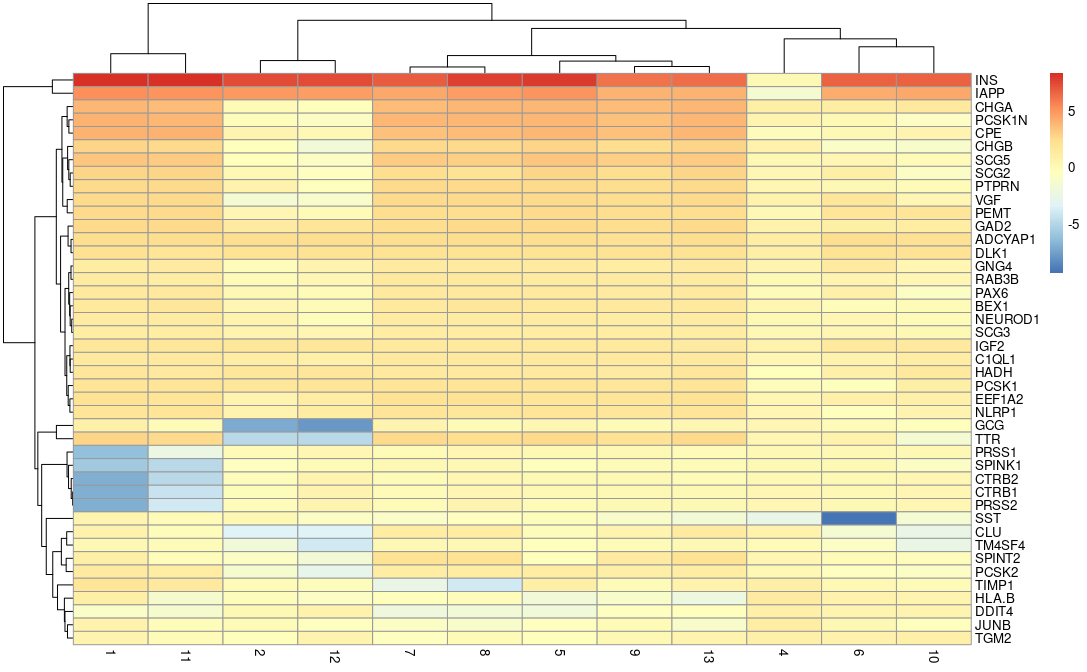 INS
IAPP
CHGA
PCSK1N
CPE
CHGB
SCG5
SCG2
PTPRN
VGF
PEMT
GAD2
ADCYAP1
DLK1
GNG4
RAB3B
PAX6
BEX1
NEUROD1
SCG3
IGF2
C1QL1
HADH
PCSK1
EEF1A2
NLRP1
GCG
TTR
PRSS1
SPINK1
CTRB2
CTRB1
PRSS2
SST
CLU
TM4SF4
SPINT2
PCSK2
TIMP1
HLA.B
DDIT4
JUNB
TGM2
5
0
-5
1 11 2 12 7 8 5 9 13 4 6 10